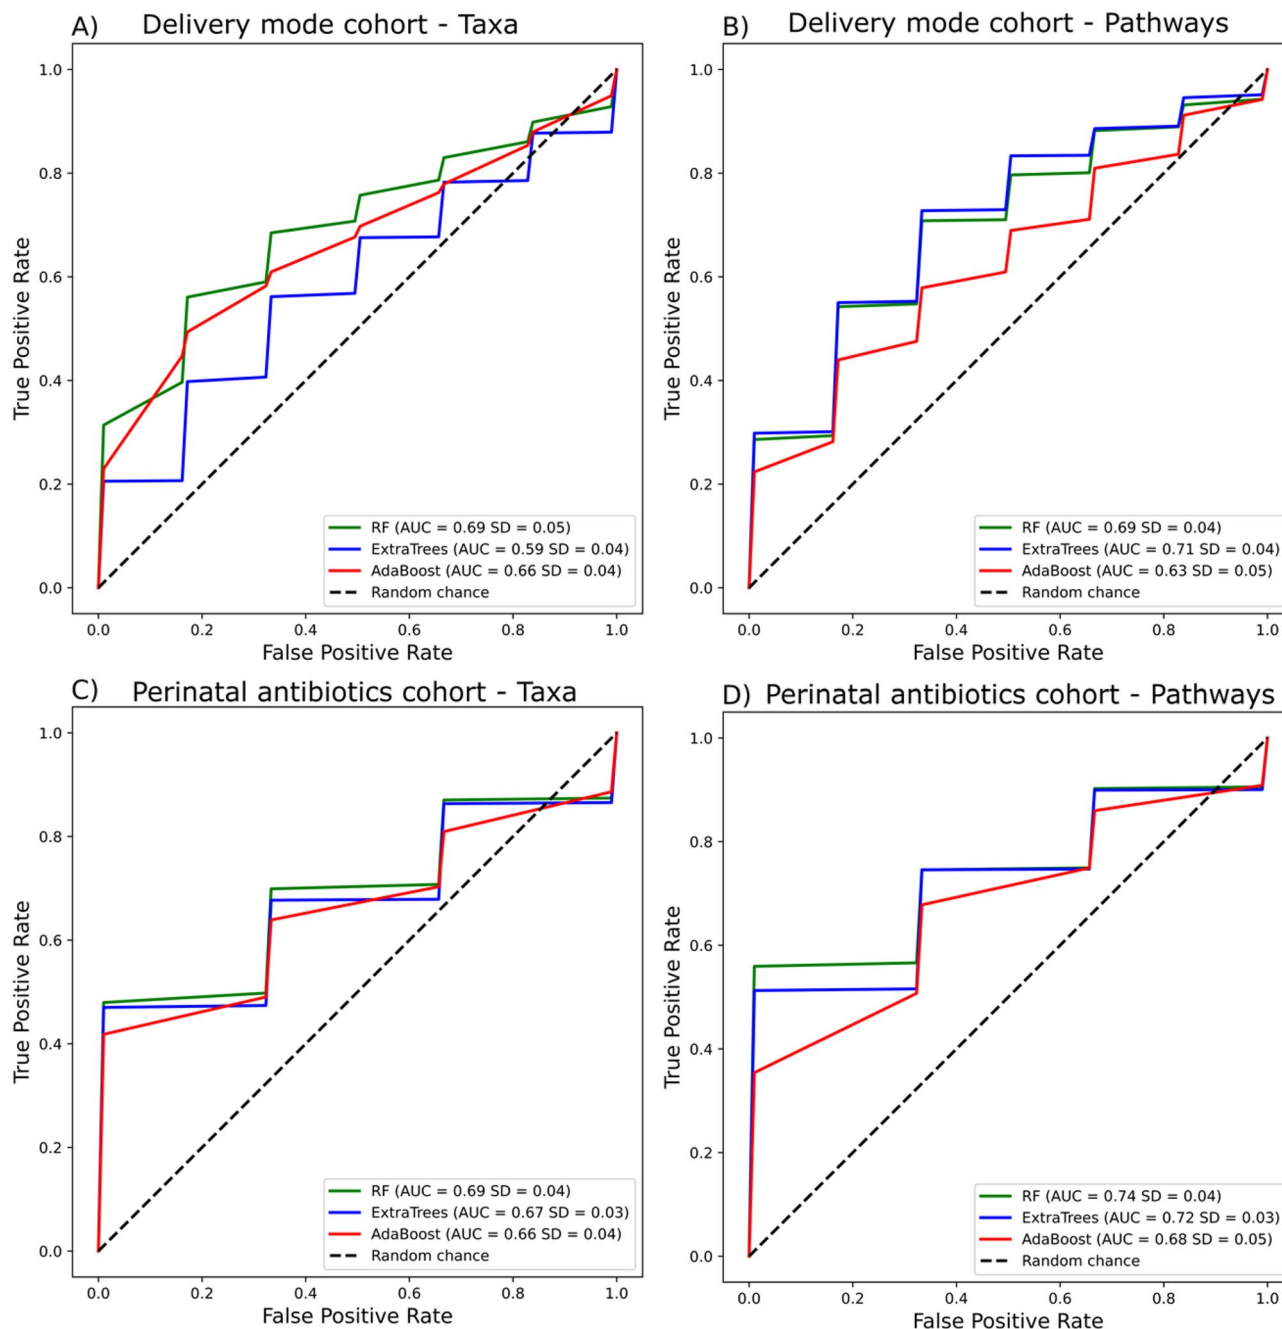 A) Delivery mode cohort - Taxa
1.0
0.8
0.6
0.4
0.2
0.0
True Positive Rate
RF (AUC = 0.69 SD = 0.05)
ExtraTrees (AUC = 0.59 SD = 0.04)
AdaBoost (AUC = 0.66 SD = 0.04)
Random chance
0.0 0.2 0.4 0.6 0.8 1.0
False Positive Rate
B) Delivery mode cohort - Pathways
1.0
0.8
0.6
0.4
0.2
0.0
True Positive Rate
RF (AUC = 0.69 SD = 0.04)
ExtraTrees (AUC = 0.71 SD = 0.04)
AdaBoost (AUC = 0.63 SD = 0.05)
Random chance
0.0 0.2 0.4 0.6 0.8 1.0
False Positive Rate
C) Perinatal antibiotics cohort - Taxa
1.0
0.8
0.6
0.4
0.2
0.0
True Positive Rate
RF (AUC = 0.69 SD = 0.04)
ExtraTrees (AUC = 0.67 SD = 0.03)
AdaBoost (AUC = 0.66 SD = 0.04)
Random chance
0.0 0.2 0.4 0.6 0.8 1.0
False Positive Rate
D) Perinatal antibiotics cohort - Pathways
1.0
0.8
0.6
0.4
0.2
0.0
True Positive Rate
RF (AUC = 0.74 SD = 0.04)
ExtraTrees (AUC = 0.72 SD = 0.03)
AdaBoost (AUC = 0.68 SD = 0.05)
Random chance
0.0 0.2 0.4 0.6 0.8 1.0
False Positive Rate